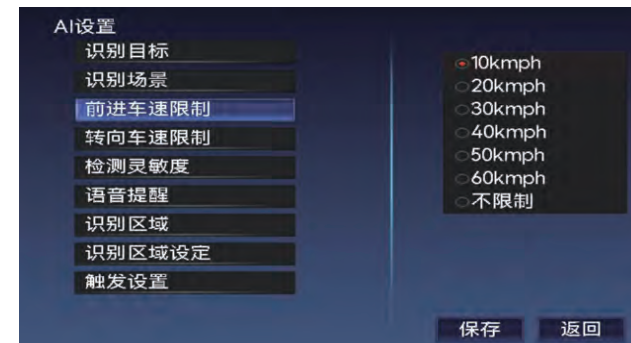 AI设置
识别目标
识别场景
前进车速限制
转向车速限制
检测灵敏度
语音提醒
识别区域
识别区域设定
触发设置
10kmph
20kmph
30kmph
40kmph
50kmph
60kmph
不限制
保存
返回